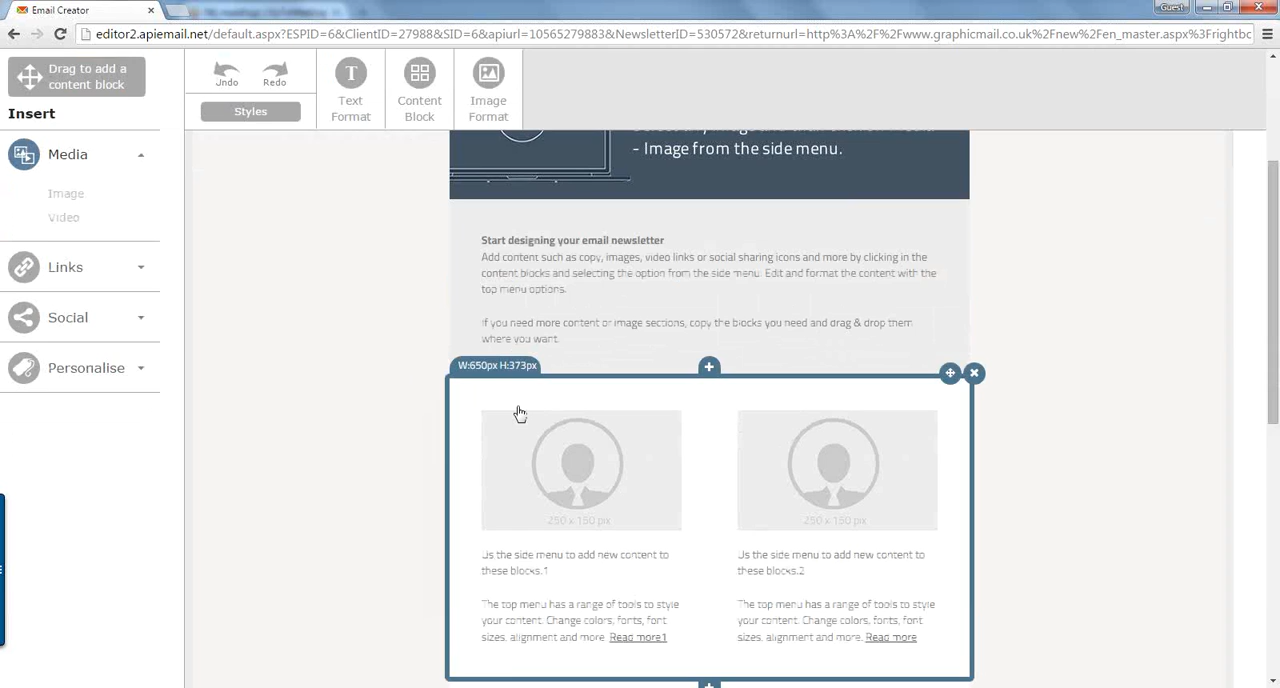 Email Creator
Guest
editor2.apiemail.net/default.aspx?ESPID=6&ClientID=27988&SID=6&apiurl=10565279883&NewsletterID=530572&returnurl=http%3A%2F%2Fwww.graphicmail.co.uk%2Fnew%2Fen_master.aspx%3Frightbc
Drag to add a
content block
Undo
Redo
Styles
Text
Format
Content
Block
Image
Format
Insert
Media
Image
Video
Links
Social
Personalise
- Image from the side menu.
Start designing your email newsletter
Add content such as copy, images, video links or social sharing icons and more by clicking in the
content blocks and selecting the option from the side menu. Edit and format the content with the
top menu options.
If you need more content or image sections, copy the blocks you need and drag & drop them
where you want.
W:650px H:373px
250 x 150 pix
250 x 150 pix
Us the side menu to add new content to
these blocks.1
Us the side menu to add new content to
these blocks.2
The top menu has a range of tools to style
your content. Change colors, fonts, font
sizes, alignment and more. Read more1
The top menu has a range of tools to style
your content. Change colors, fonts, font
sizes, alignment and more. Read more